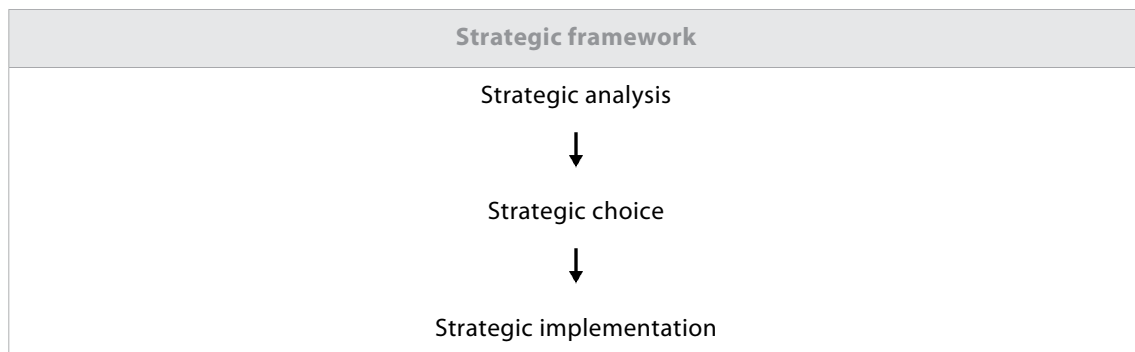 Strategic framework
Strategic analysis
Strategic choice
Strategic implementation